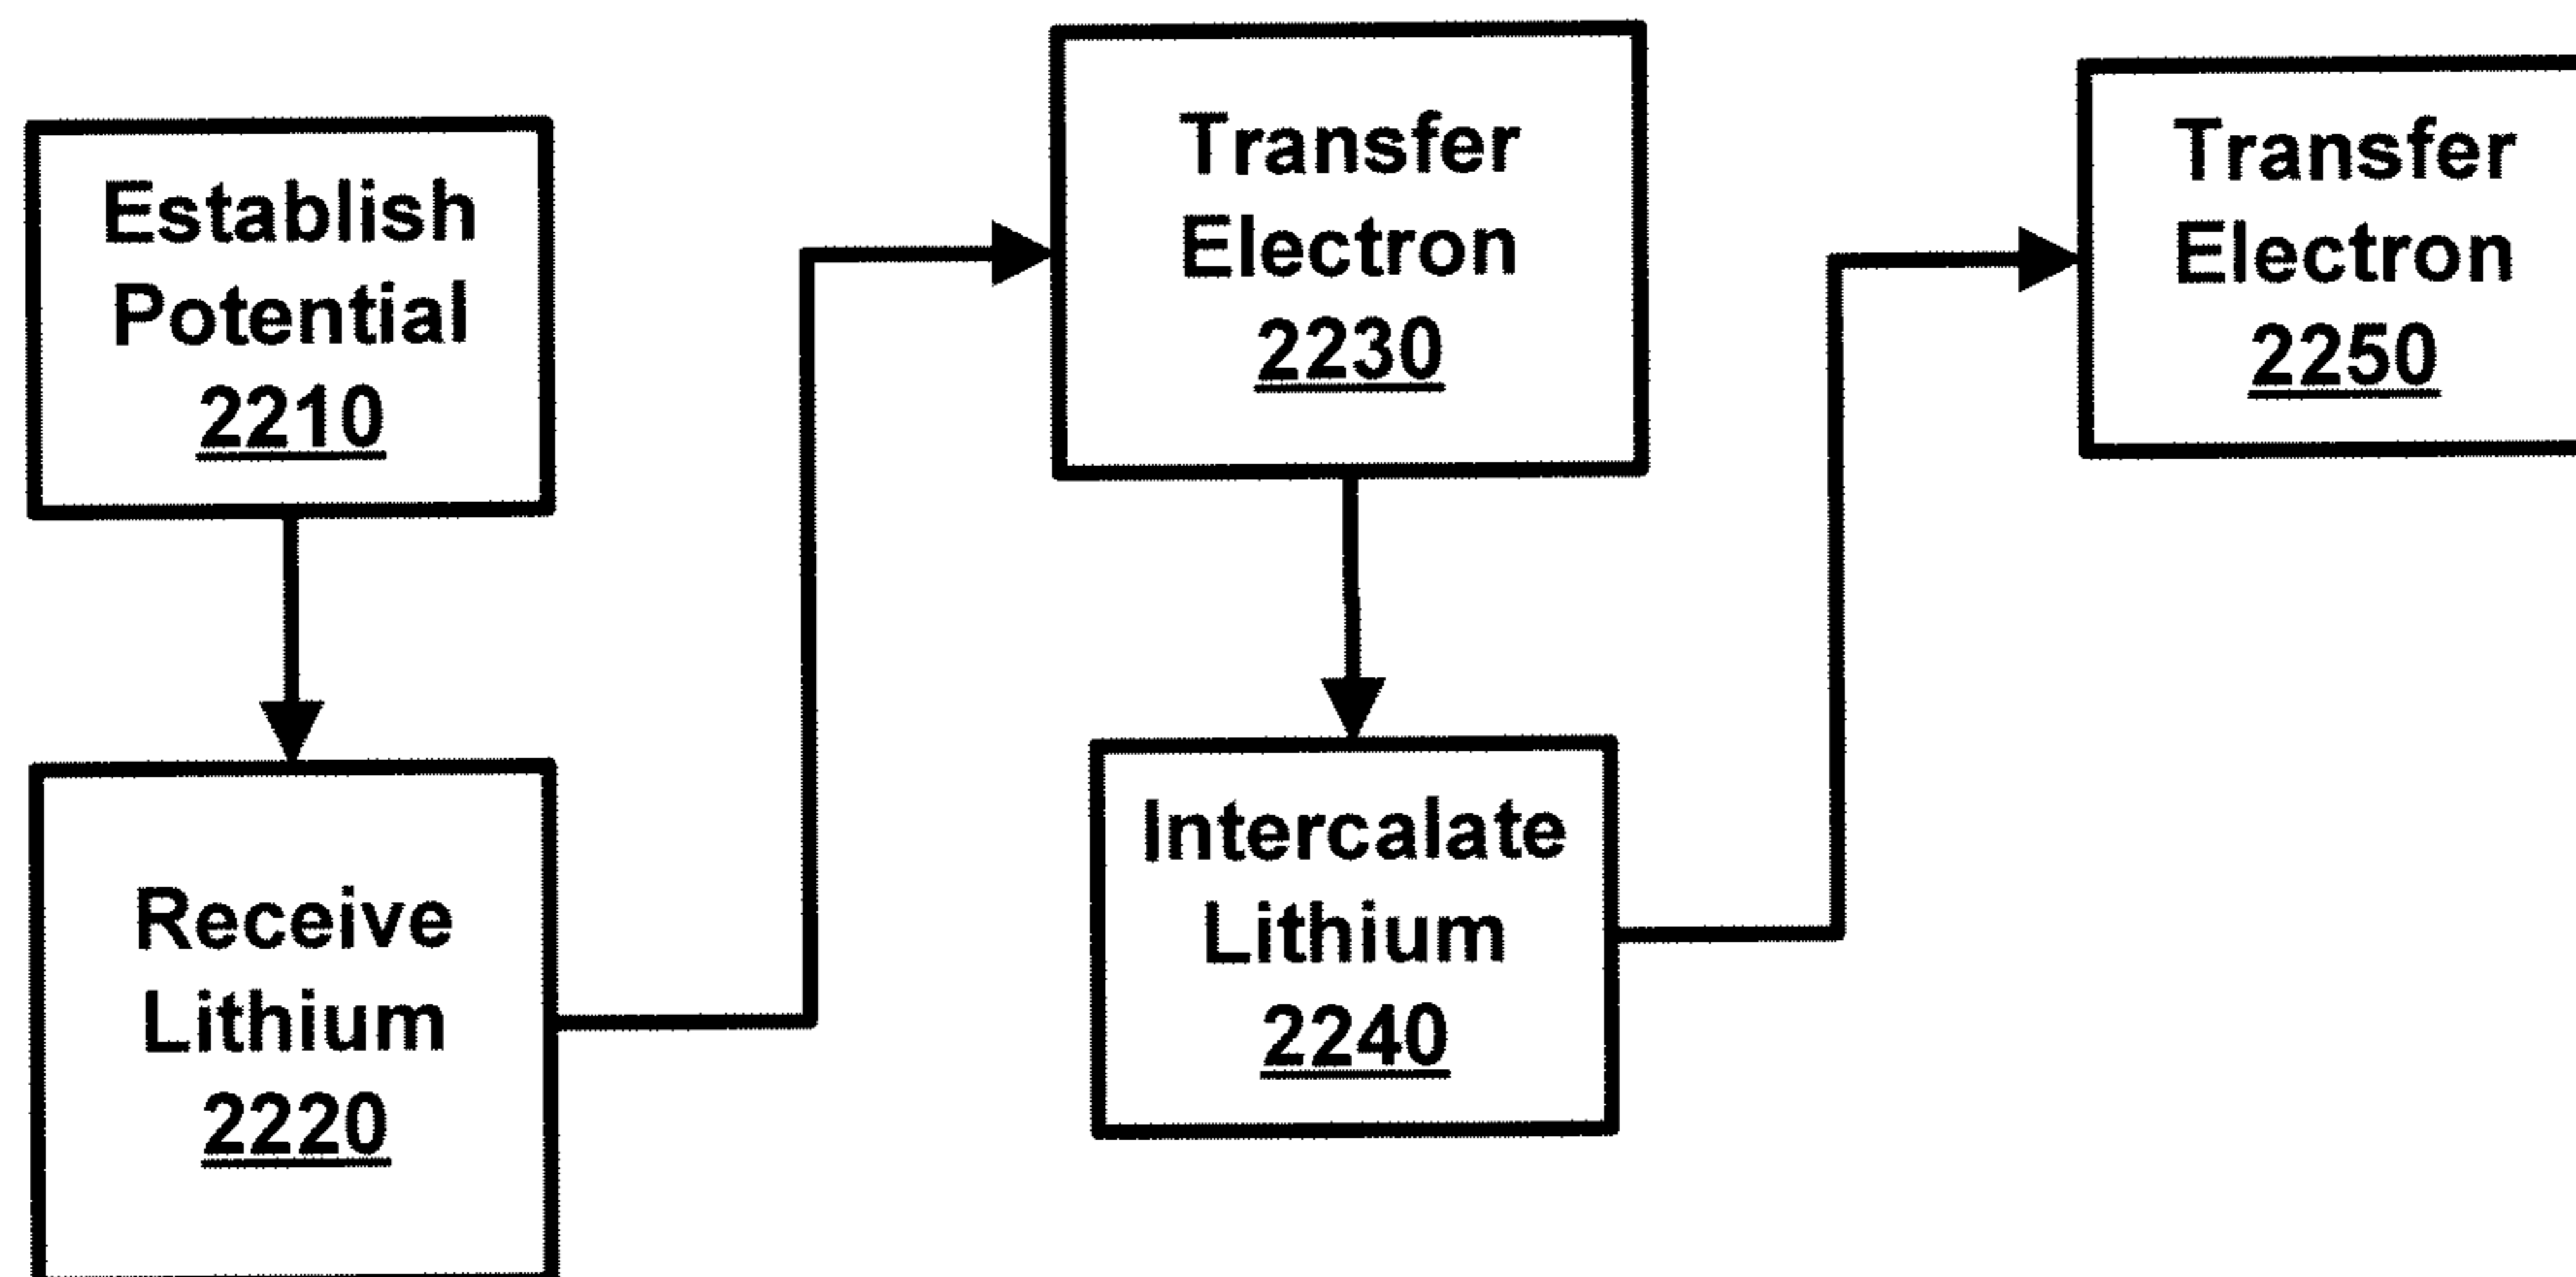 Establish
Potential
2210
Receive
Lithium
2220
Transfer
Electron
2230
Intercalate
Lithium
2240
Transfer
Electron
2250